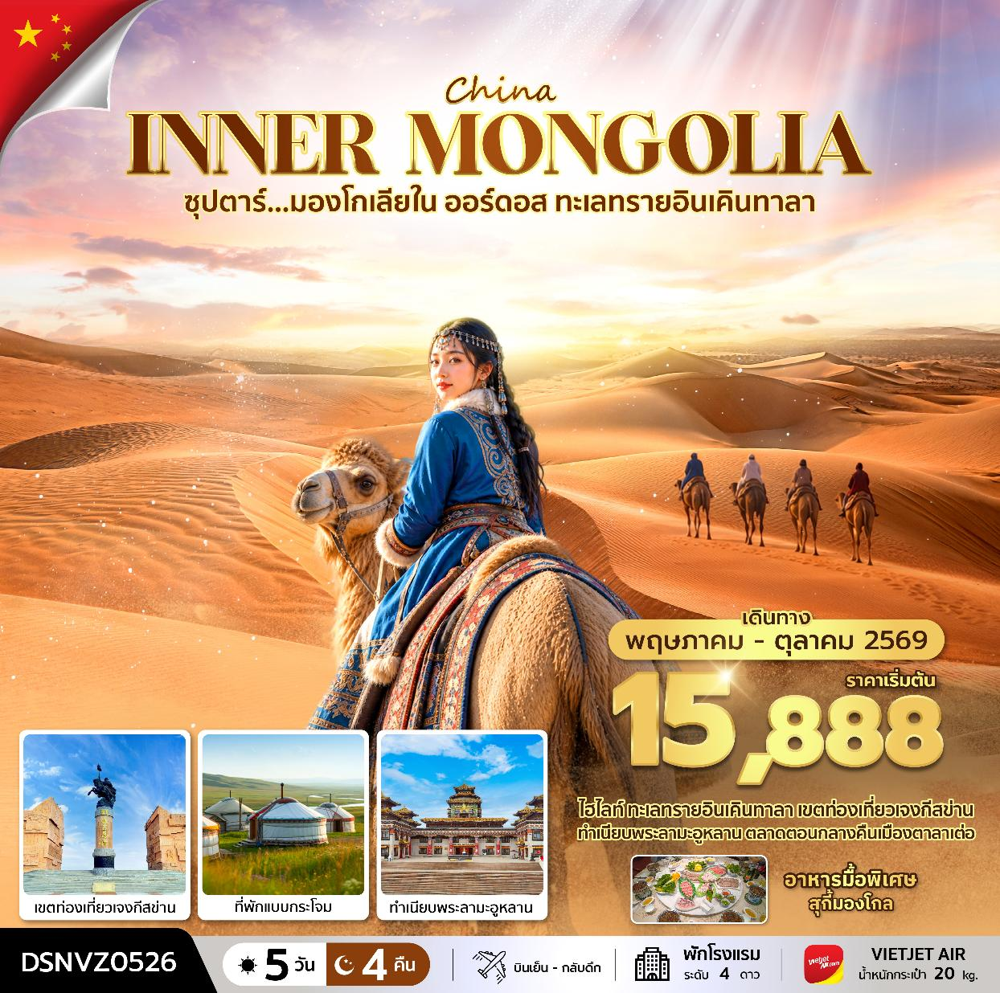 China
INNER MONGOLIA
ซุปตาร์...มองโกเลียใน ออร์ดอส ทะเลทรายอินเคินทาลา
เดินทาง
พฤษภาคม - ตุลาคม 2569
ราคาเริ่มต้น
15,888
ไฮไลท์ ทะเลทรายอินเคินทาลา เขตท่องเที่ยวเจงกีสข่าน
ทำเนียบพระลามะอูหลาน ตลาดตอนกลางคืนเมืองตาลาเต่อ
อาหารมื้อพิเศษ
สุกี้มองโกล
เขตท่องเที่ยวเจงกีสข่าน
ที่พักแบบกระโจม
ทำเนียบพระลามะอูหลาน
DSNVZ0526
5 วัน
4 คืน
บินเย็น - กลับดึก
พักโรงแรม
ระดับ 4 ดาว
vietjet Air.com
VIETJET AIR
น้ำหนักกระเป๋า 20 kg.